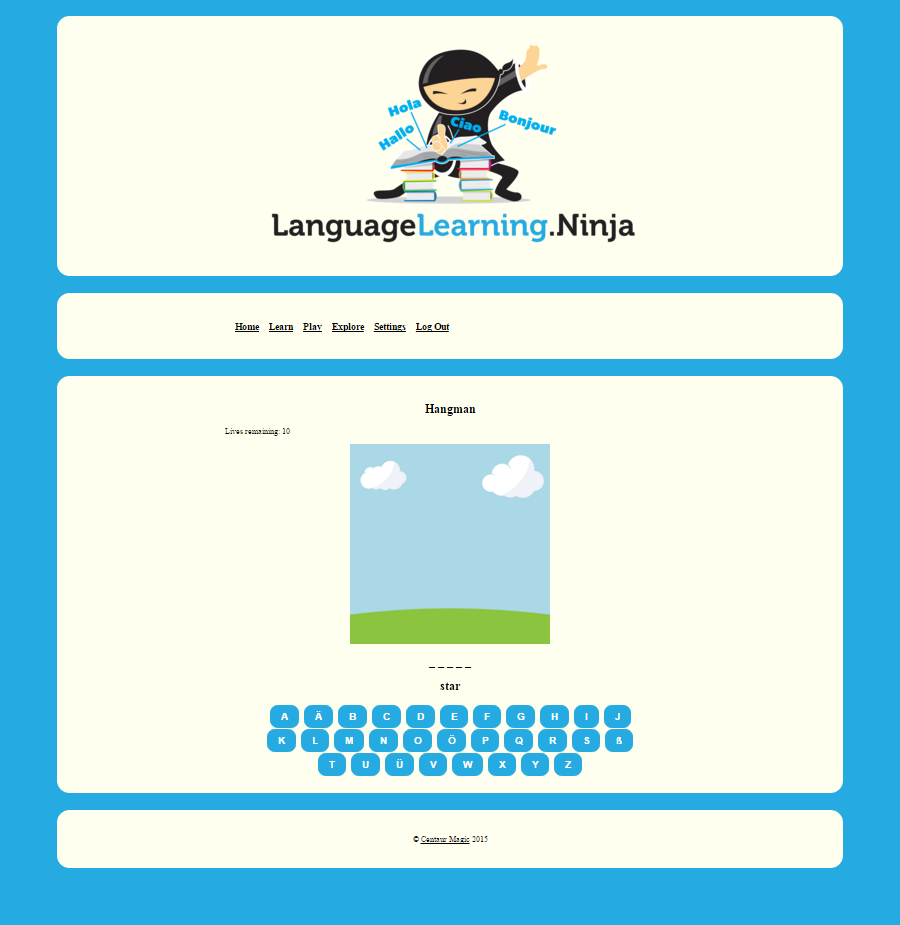 Hola
Hallo
Ciao
Bonjour
LanguageLearning.Ninja
Home Learn Play Explore Settings Log Out
Hangman
Lives remaining: 10
_ _ _ _ _
star
A Ä B C D E F G H I J
K L M N O Ö P Q R S ß
T U Ü V W X Y Z
© Centaur Magic 2015